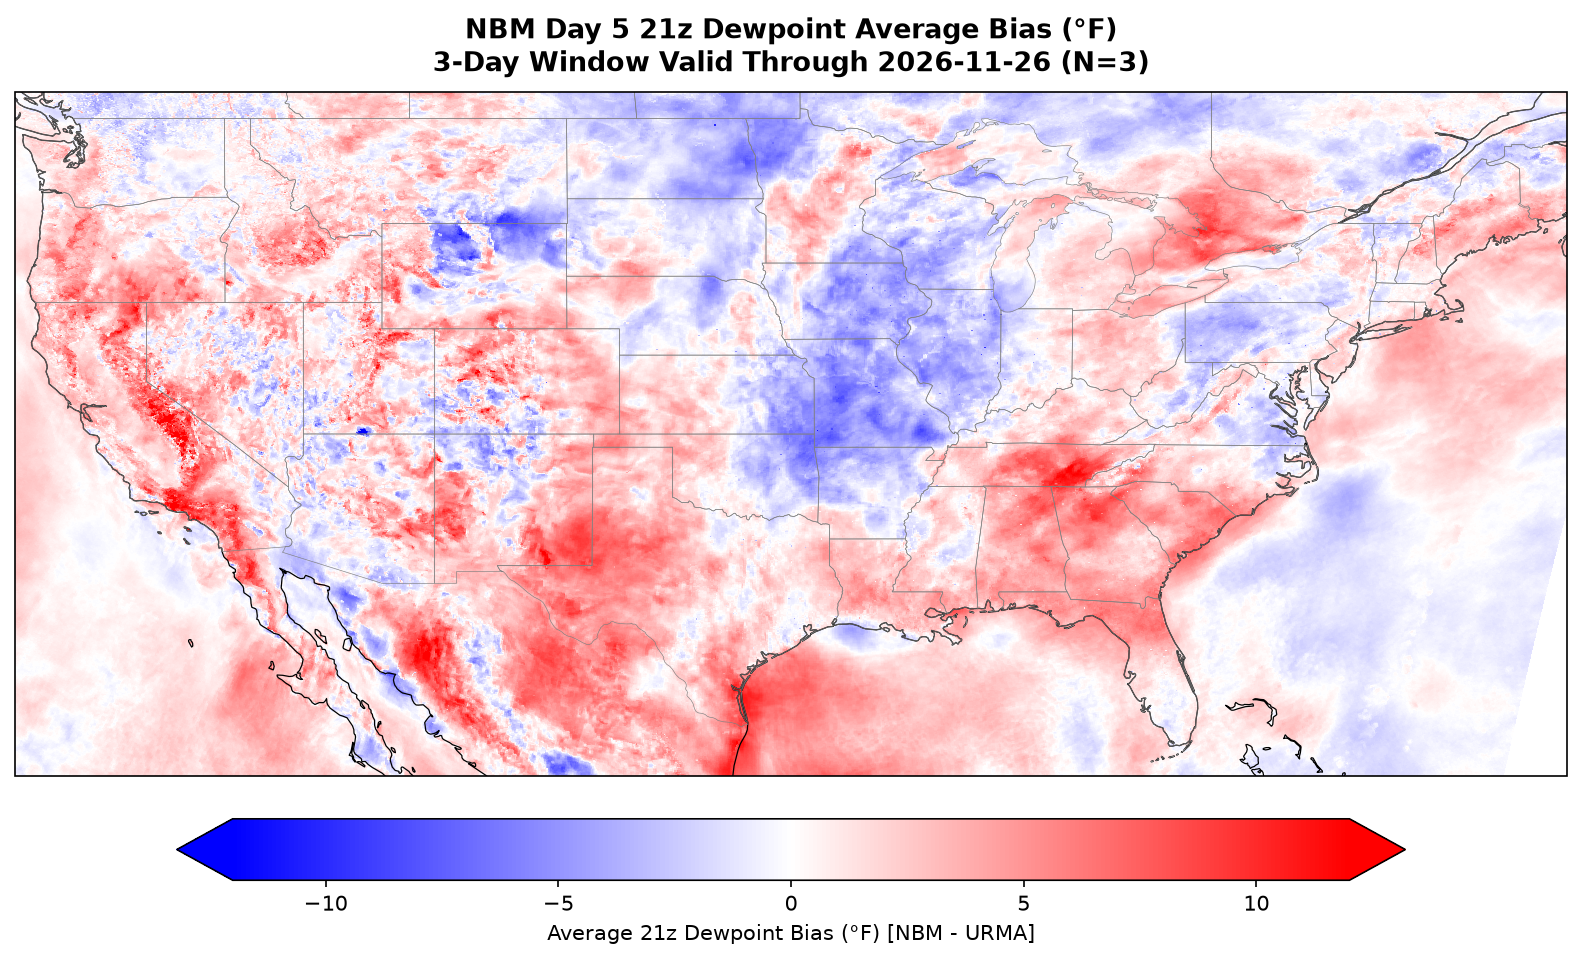 NBM Day 5 21z Dewpoint Average Bias (°F)
3-Day Window Valid Through 2026-11-26 (N=3)
−10 −5 0 5 10
Average 21z Dewpoint Bias (°F) [NBM - URMA]